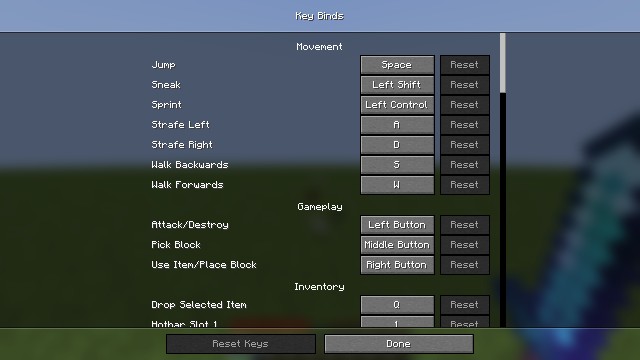 Key Binds
Movement
Jump Space Reset
Sneak Left Shift Reset
Sprint Left Control Reset
Strafe Left A Reset
Strafe Right D Reset
Walk Backwards S Reset
Walk Forwards W Reset
Gameplay
Attack/Destroy Left Button Reset
Pick Block Middle Button Reset
Use Item/Place Block Right Button Reset
Inventory
Drop Selected Item Q Reset
Hotbar Slot 1 1 Reset
Reset Keys Done